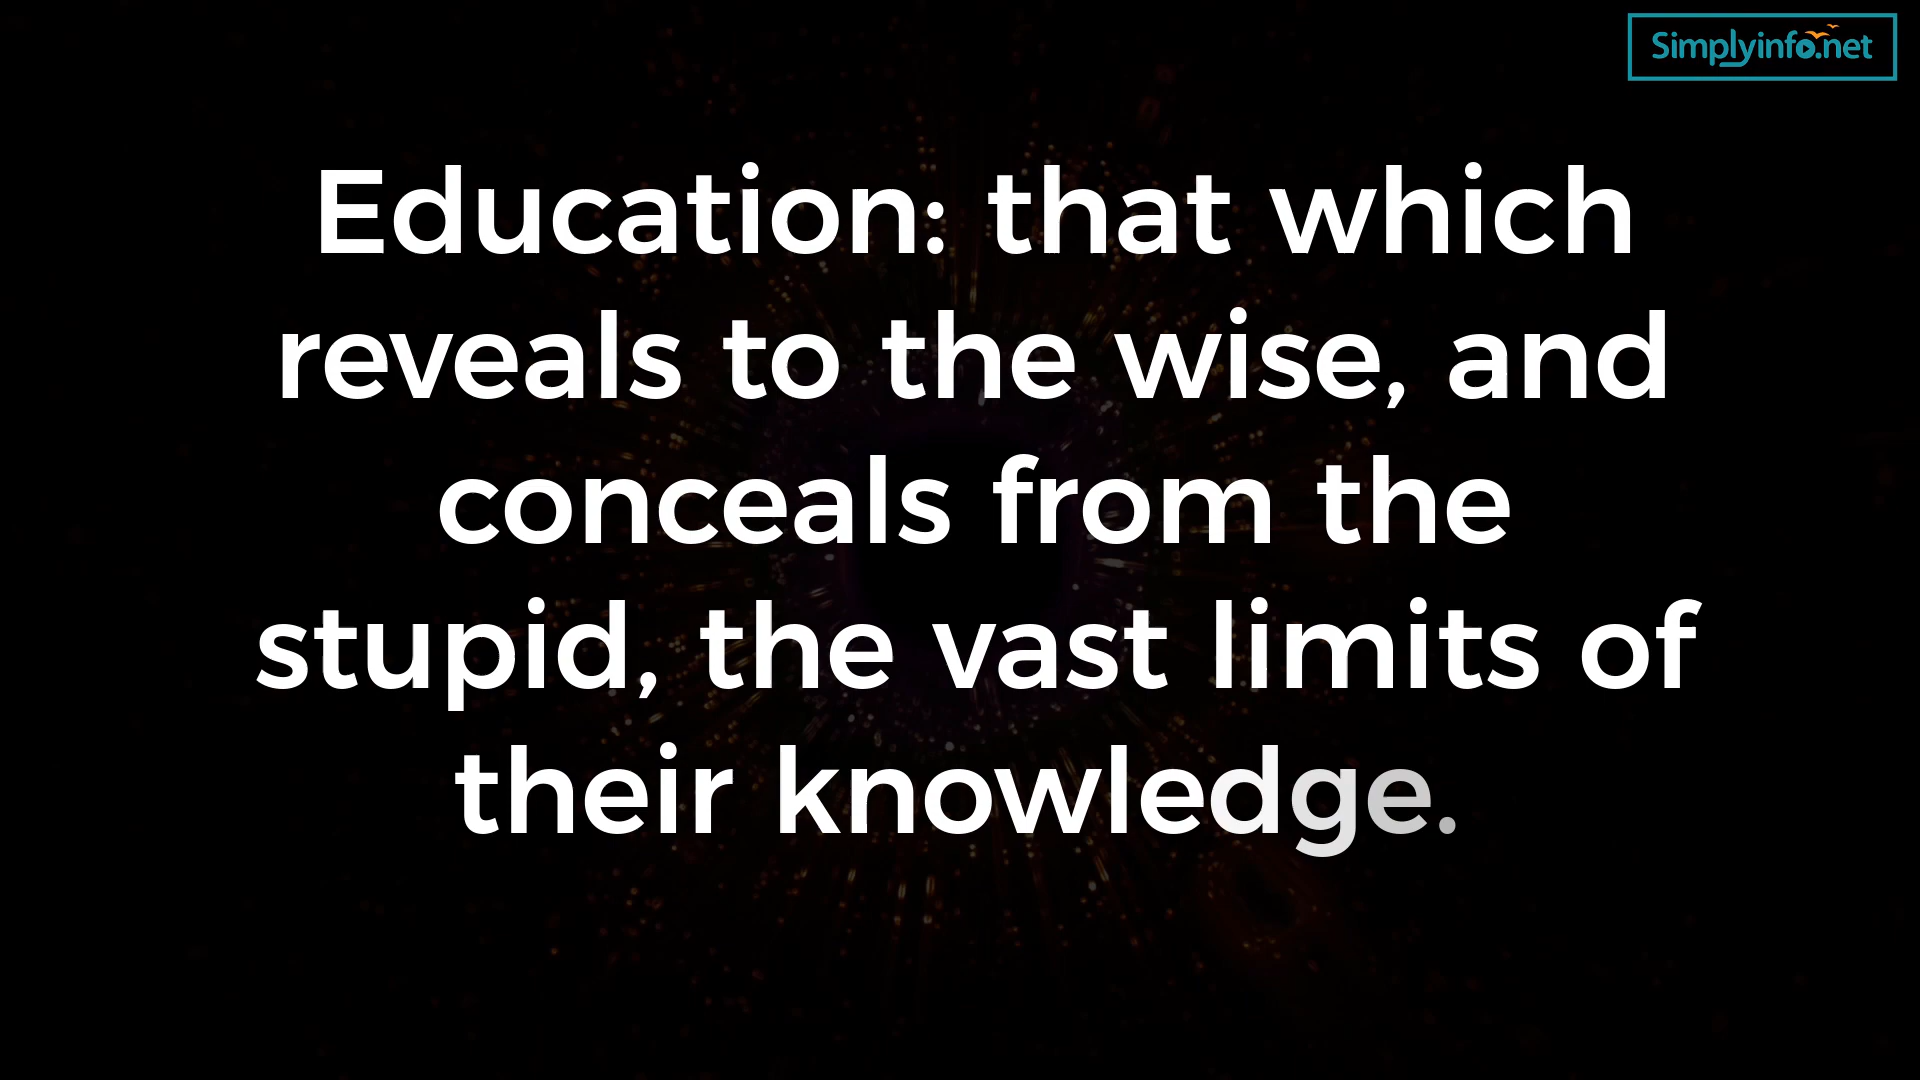 Simplyinfo.net
Education: that which
reveals to the wise, and
conceals from the
stupid, the vast limits of
their knowledge.